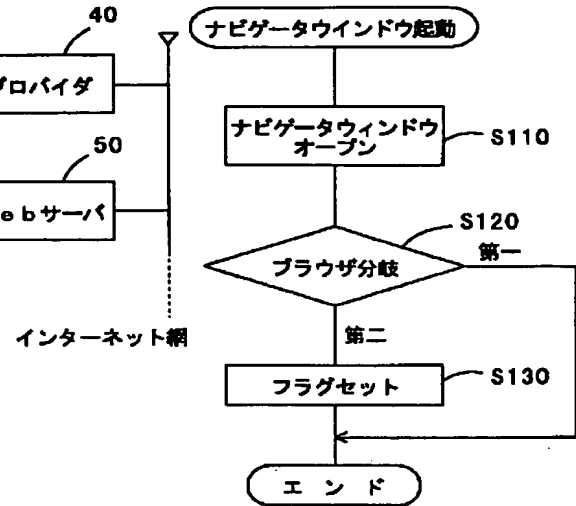 40
プロバイダ
50
ebサーバ
インターネット網
ナビゲータウインドウ起動
ナビゲータウィンドウ
オープン
S110
S120
ブラウザ分岐
第一
第二
フラグセット
S130
エンド